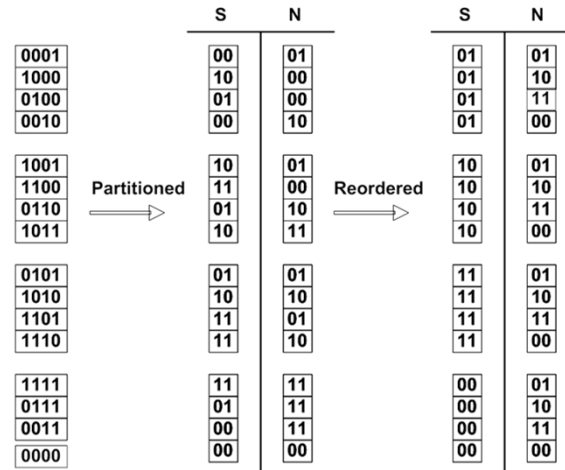 S N S N
0001 00 01 01 01
1000 10 00 01 10
0100 01 00 01 11
0010 00 10 01 00
1001 10 01 10 01
1100 11 00 10 10
Partitioned Reordered
0110 01 10 10 11
1011 10 11 10 00
0101 01 01 11 01
1010 10 10 11 10
1101 11 01 11 11
1110 11 10 11 00
1111 11 11 00 01
0111 01 11 00 10
0011 00 11 00 11
0000 00 00 00 00